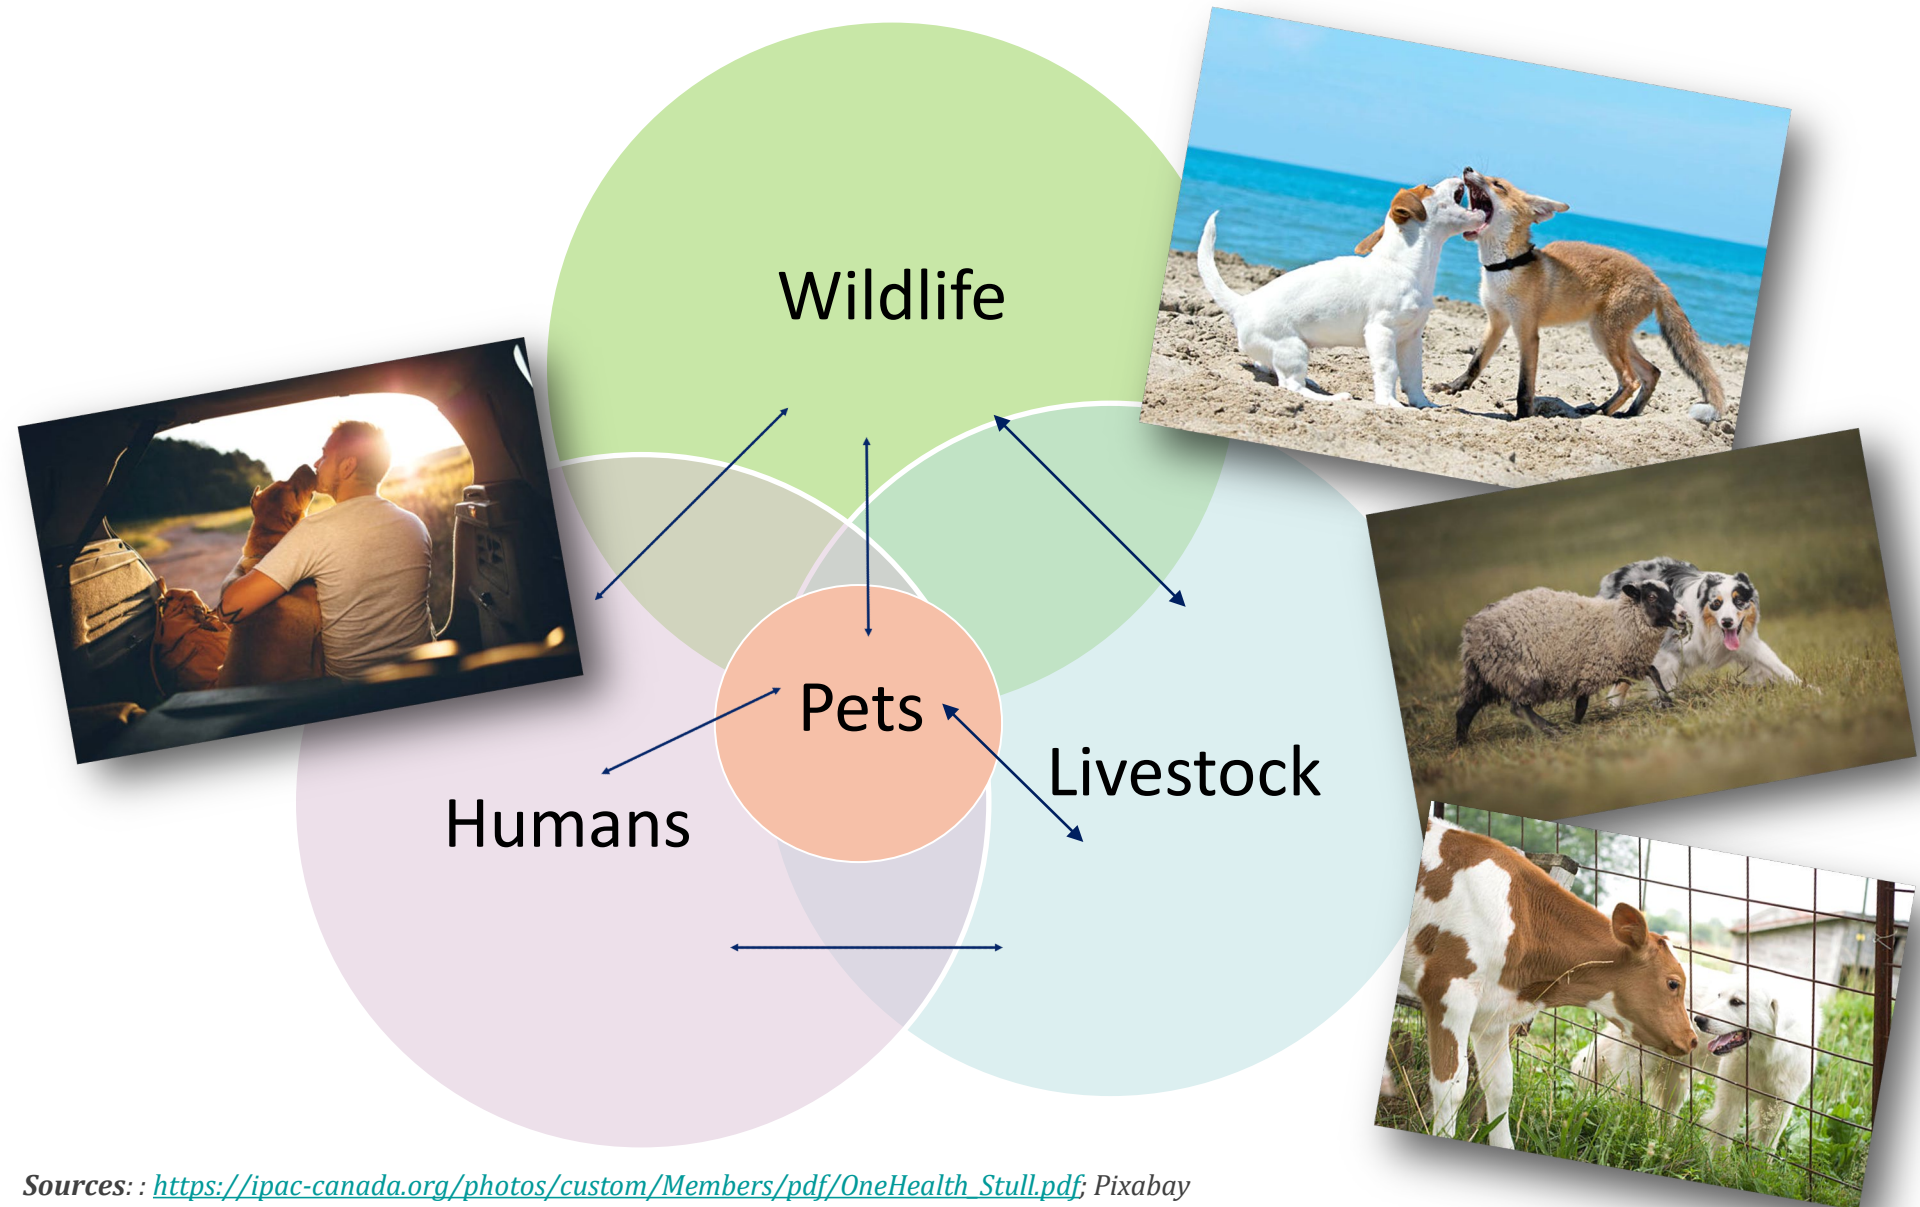 Wildlife
Pets
Livestock
Humans
Sources: : https://ipac-canada.org/photos/custom/Members/pdf/OneHealth_Stull.pdf; Pixabay